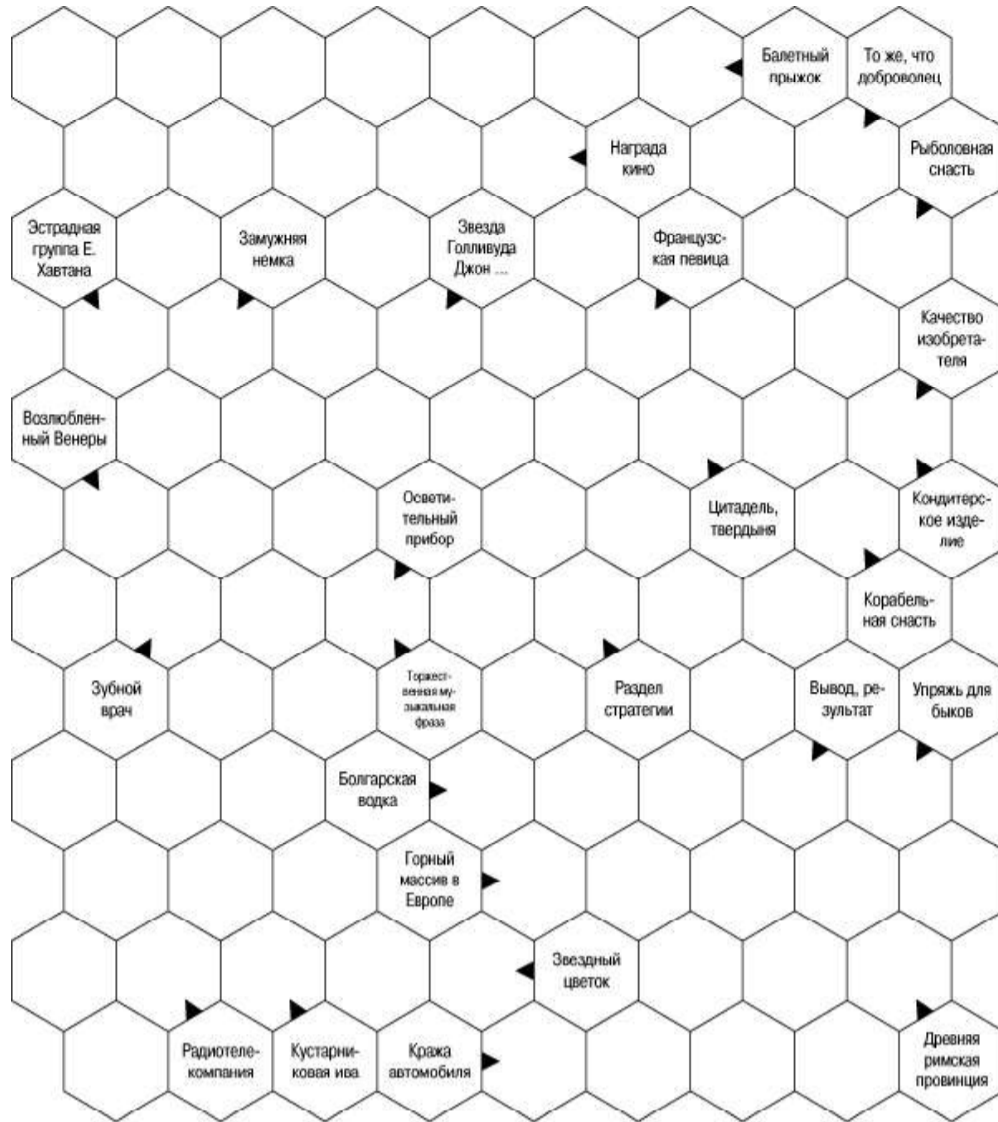 Балетный
прыжок
То же, что
доброволец
Награда
кино
Рыболовная
снасть
Эстрадная
группа Е.
Хавтана
Замужняя
немка
Звезда
Голливуда
Джон ...
Французс-
кая певица
Качество
изобрета-
теля
Возлюблен-
ный Венеры
Освети-
тельный
прибор
Цитадель,
твердыня
Кондитерс-
кое изде-
лие
Корабель-
ная снасть
Зубной
врач
Торжест-
венная му-
зыкальная
фраза
Раздел
стратегии
Вывод, ре-
зультат
Упряжь для
быков
Болгарская
водка
Горный
массив в
Европе
Звездный
цветок
Радиотеле-
компания
Кустарни-
ковая ива
Кража
автомобиля
Древняя
римская
провинция